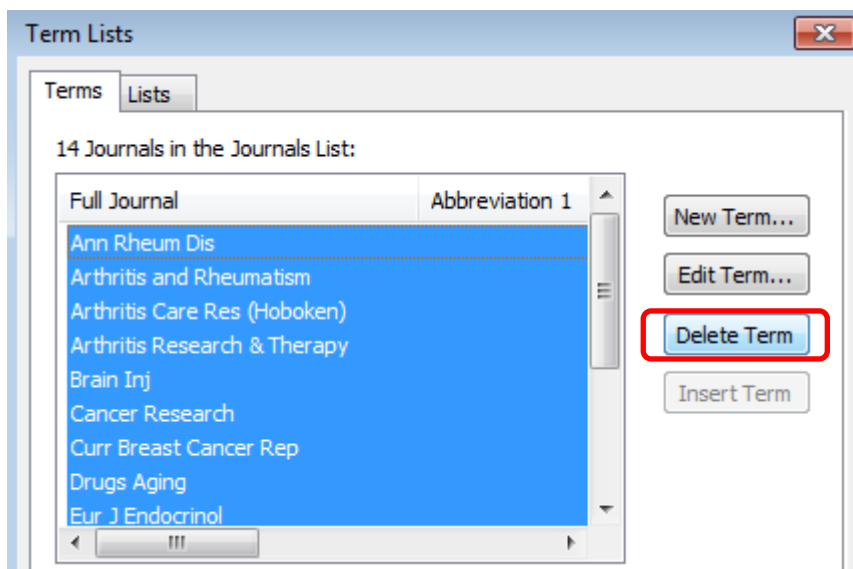 Term Lists
Terms Lists
14 Journals in the Journals List:
Full Journal Abbreviation 1
Ann Rheum Dis
Arthritis and Rheumatism
Arthritis Care Res (Hoboken)
Arthritis Research & Therapy
Brain Inj
Cancer Research
Curr Breast Cancer Rep
Drugs Aging
Eur J Endocrinol
New Term...
Edit Term...
Delete Term
Insert Term